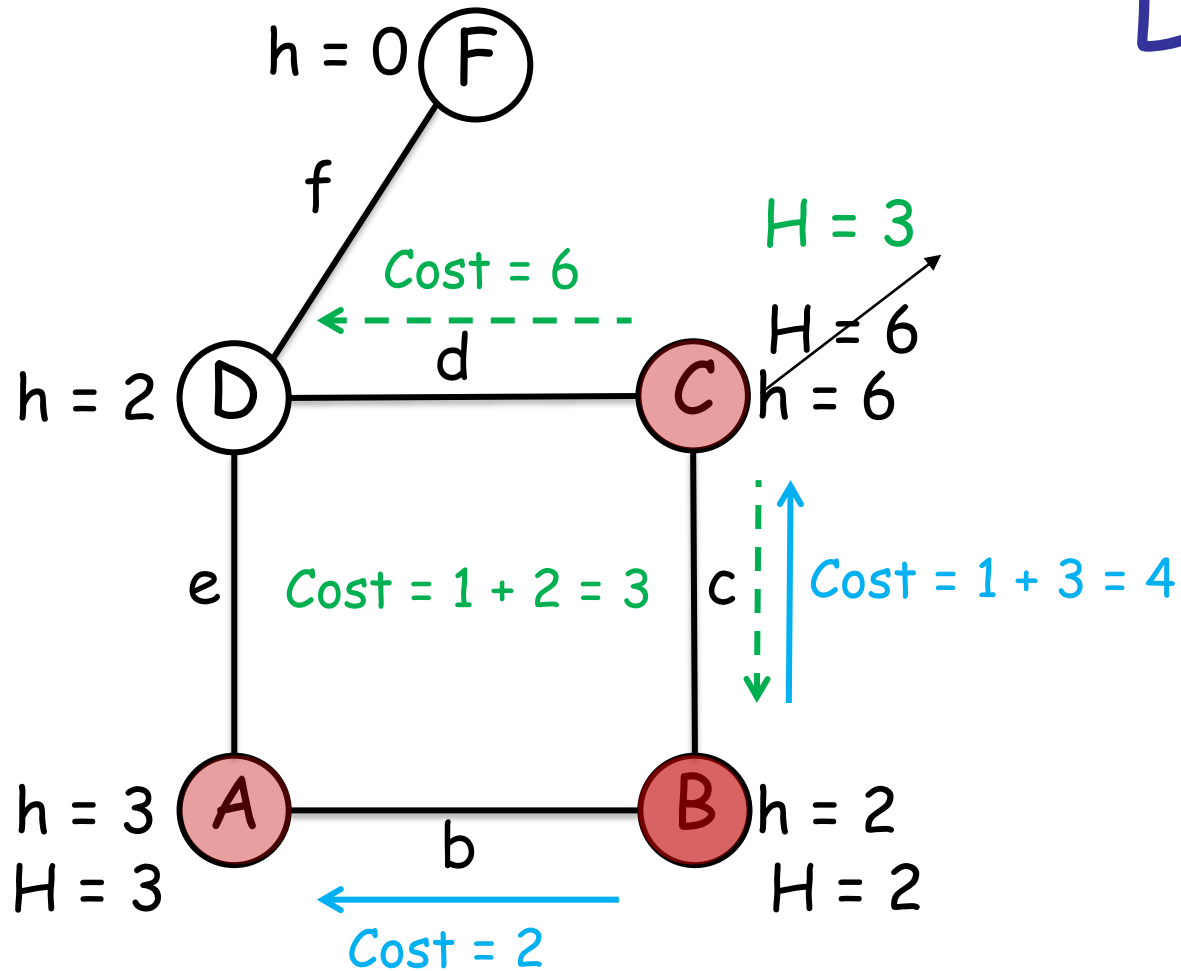 h = 0
F
f
H = 3
Cost = 6
H = 6
d
h = 2
D
C
h = 6
e
Cost = 1 + 2 = 3
c
Cost = 1 + 3 = 4
h = 3
A
B
h = 2
b
H = 3
H = 2
Cost = 2